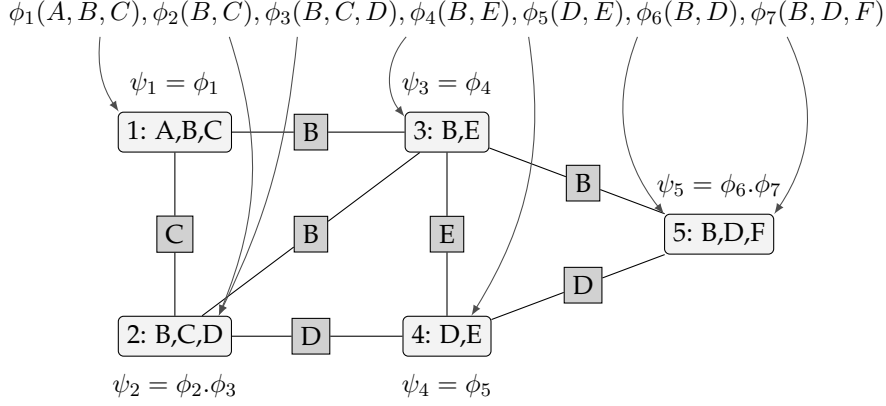 ϕ₁(A, B, C), ϕ₂(B, C), ϕ₃(B, C, D), ϕ₄(B, E), ϕ₅(D, E), ϕ₆(B, D), ϕ₇(B, D, F)
ψ₁ = ϕ₁
ψ₃ = ϕ₄
1: A,B,C
B
3: B,E
B
ψ₅ = ϕ₆.ϕ₇
C
B
E
5: B,D,F
D
2: B,C,D
D
4: D,E
ψ₂ = ϕ₂.ϕ₃
ψ₄ = ϕ₅